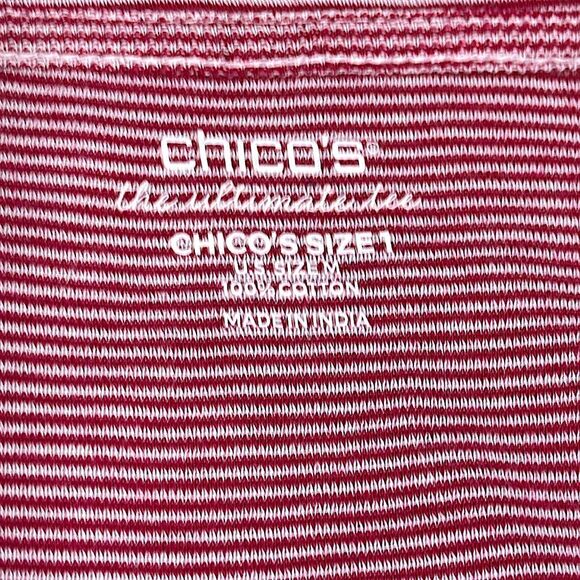 chico's®
the ultimate tee
CHICO'S SIZE 1
U.S. SIZE M
100% COTTON
MADE IN INDIA